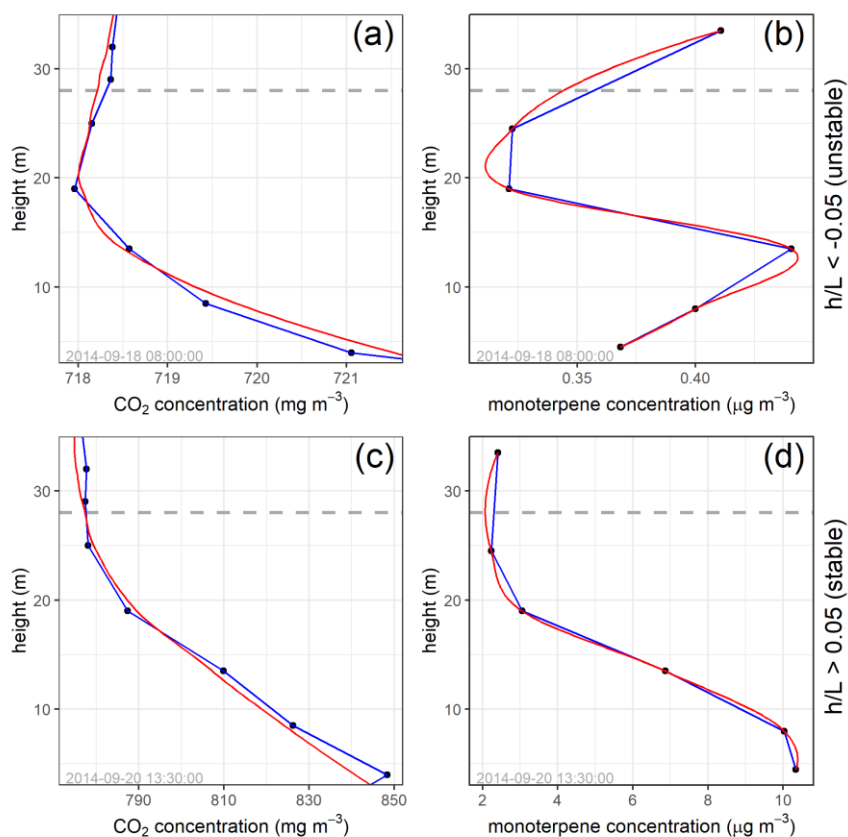 (a)
height (m)
30
20
10
2014-09-18 08:00:00
718
719
720
721
CO₂ concentration (mg m⁻³)
(b)
height (m)
30
20
10
2014-09-18 08:00:00
0.35
0.40
monoterpene concentration (μg m⁻³)
h/L < -0.05 (unstable)
(c)
height (m)
30
20
10
2014-09-20 13:30:00
790
810
830
850
CO₂ concentration (mg m⁻³)
(d)
height (m)
30
20
10
2014-09-20 13:30:00
2
4
6
8
10
monoterpene concentration (μg m⁻³)
h/L > 0.05 (stable)